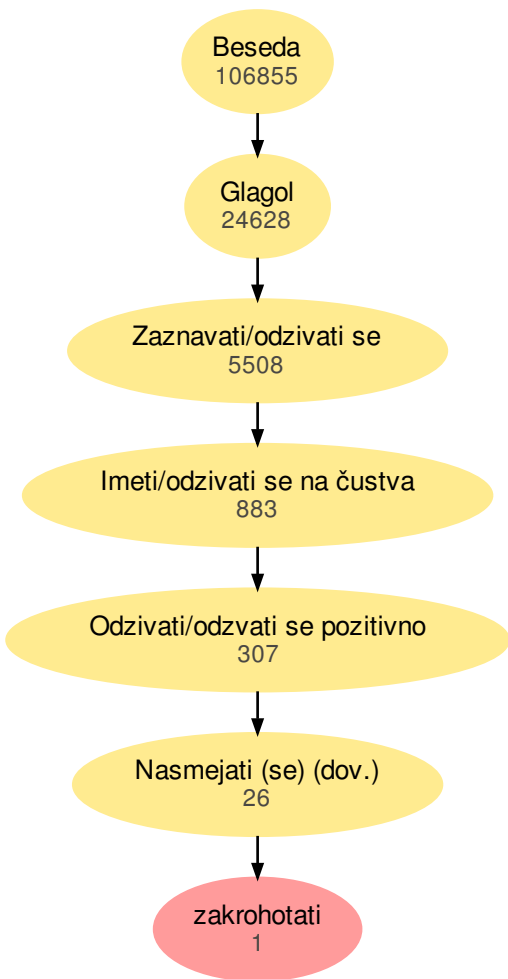 Beseda
106855
Glagol
24628
Zaznavati/odzivati se
5508
Imeti/odzivati se na čustva
883
Odzivati/odzvati se pozitivno
307
Nasmejati (se) (dov.)
26
zakrohotati
1